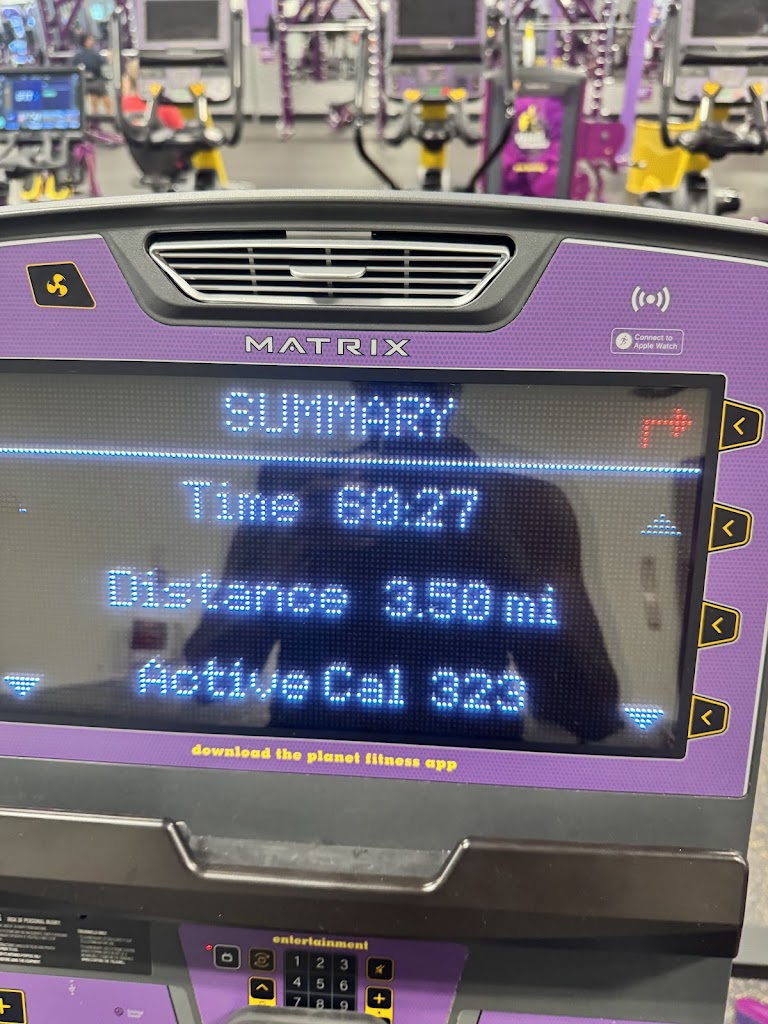 MATRIX
Connect to
Apple Watch
SUMMARY
Time 60:27
Distance 3.50 mi
Active Cal 323
download the planet fitness app
entertainment
1 2 3
4 5 6
7 8 9